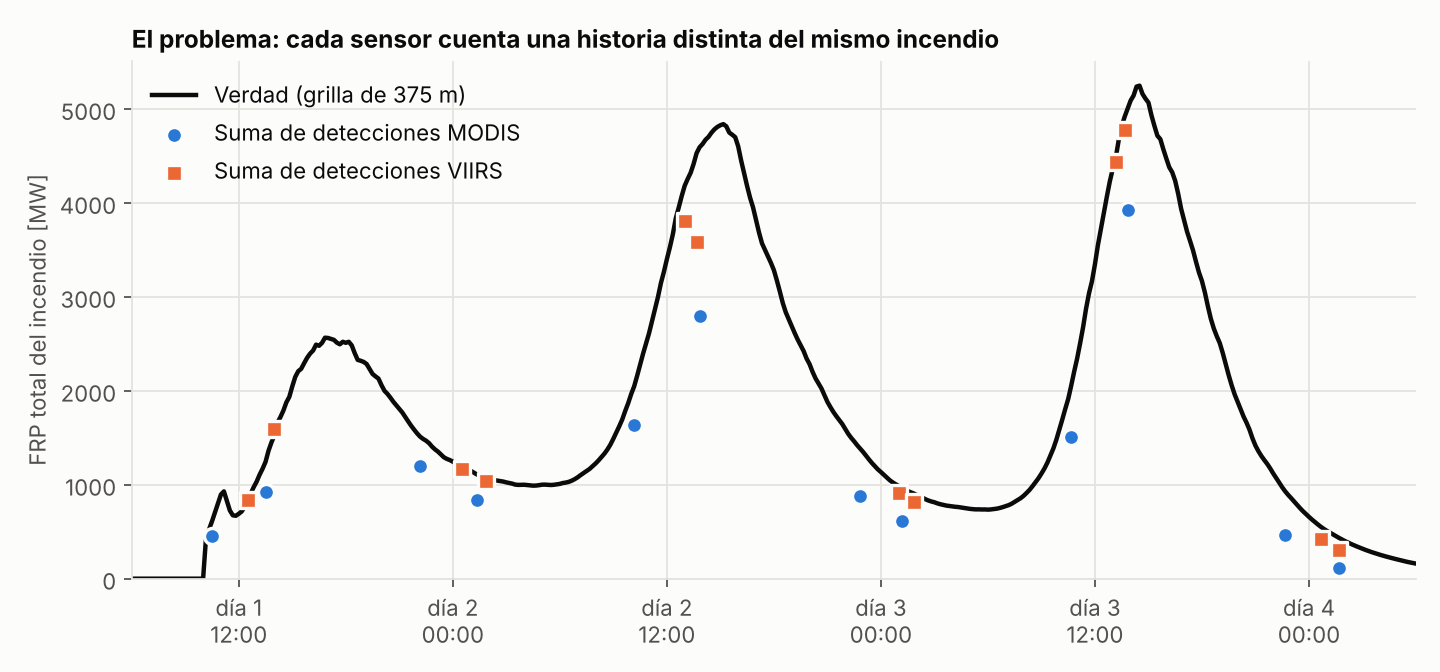 El problema: cada sensor cuenta una historia distinta del mismo incendio
Verdad (grilla de 375 m)
Suma de detecciones MODIS
Suma de detecciones VIIRS
FRP total del incendio [MW]
5000
4000
3000
2000
1000
0
día 1
12:00
día 2
00:00
día 2
12:00
día 3
00:00
día 3
12:00
día 4
00:00